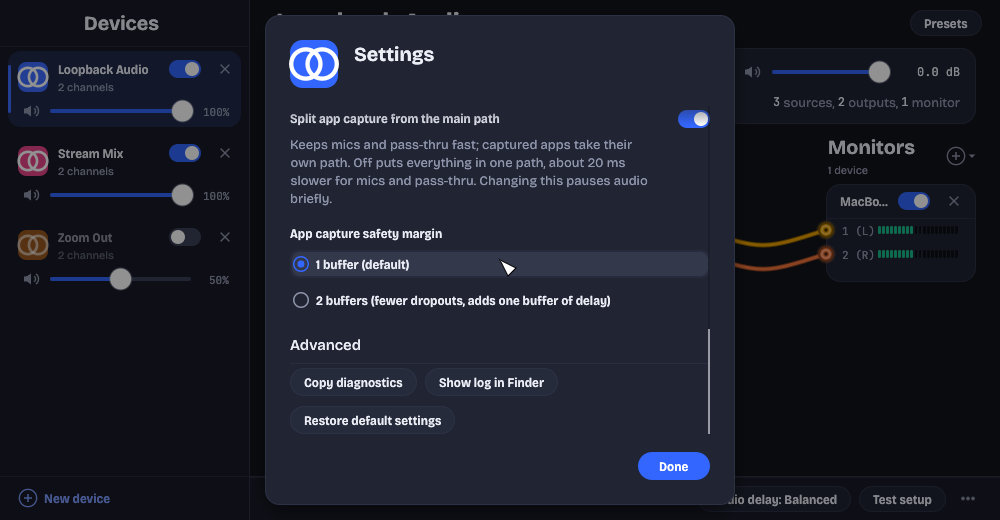 Devices
Presets
Loopback Audio
2 channels
100%
Stream Mix
2 channels
100%
Zoom Out
2 channels
50%
New device
0.0 dB
3 sources, 2 outputs, 1 monitor
Monitors
1 device
MacBo...
1 (L)
2 (R)
Settings
Split app capture from the main path
Keeps mics and pass-thru fast; captured apps take their
own path. Off puts everything in one path, about 20 ms
slower for mics and pass-thru. Changing this pauses audio
briefly.
App capture safety margin
1 buffer (default)
2 buffers (fewer dropouts, adds one buffer of delay)
Advanced
Copy diagnostics
Show log in Finder
Restore default settings
Done
delay: Balanced
Test setup